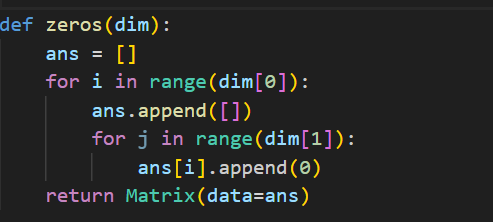 def zeros(dim):
    ans = []
    for i in range(dim[0]):
        ans.append([])
        for j in range(dim[1]):
            ans[i].append(0)
    return Matrix(data=ans)